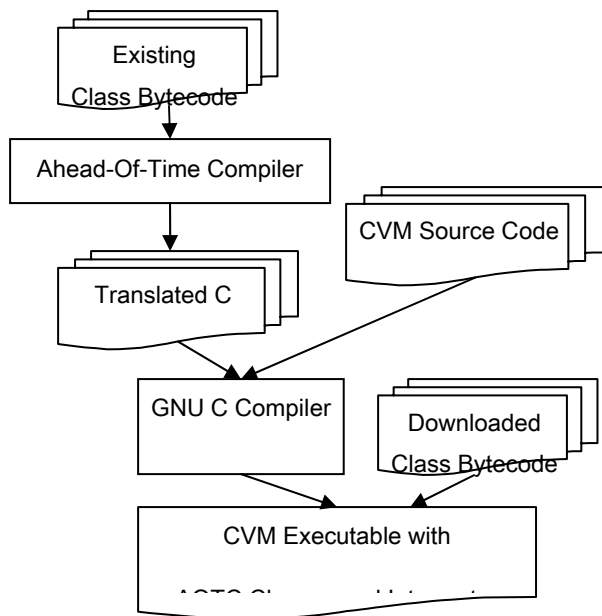 Existing
Class Bytecode
Ahead-Of-Time Compiler
CVM Source Code
Translated C
GNU C Compiler
Downloaded
Class Bytecode
CVM Executable with